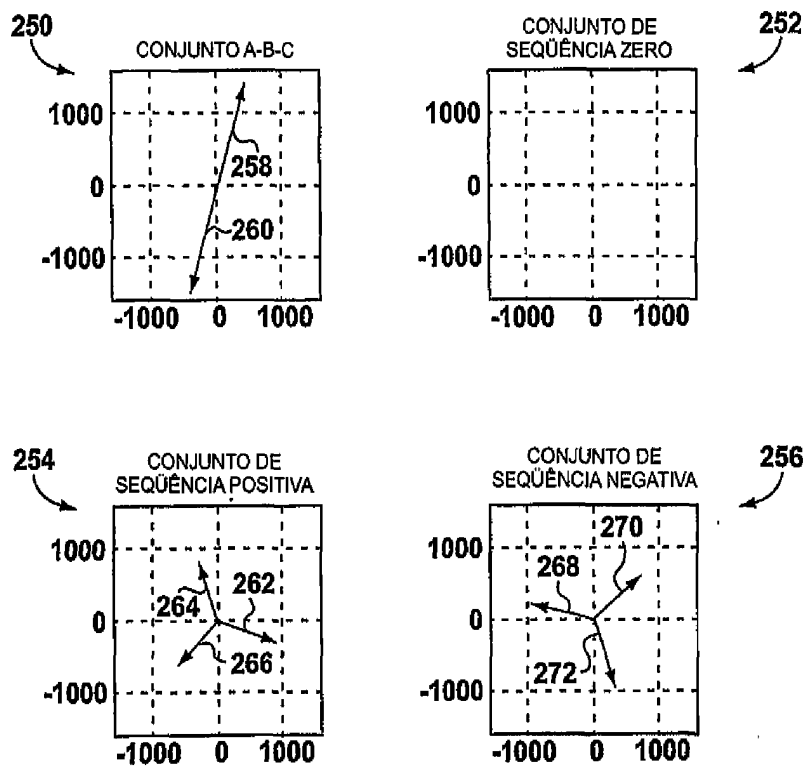 250
CONJUNTO A-B-C
1000
0
-1000
-1000 0 1000
258
260
CONJUNTO DE
SEQÜÊNCIA ZERO
252
1000
0
-1000
-1000 0 1000
254
CONJUNTO DE
SEQÜÊNCIA POSITIVA
1000
0
-1000
-1000 0 1000
264
262
266
CONJUNTO DE
SEQÜÊNCIA NEGATIVA
256
1000
0
-1000
-1000 0 1000
270
268
272